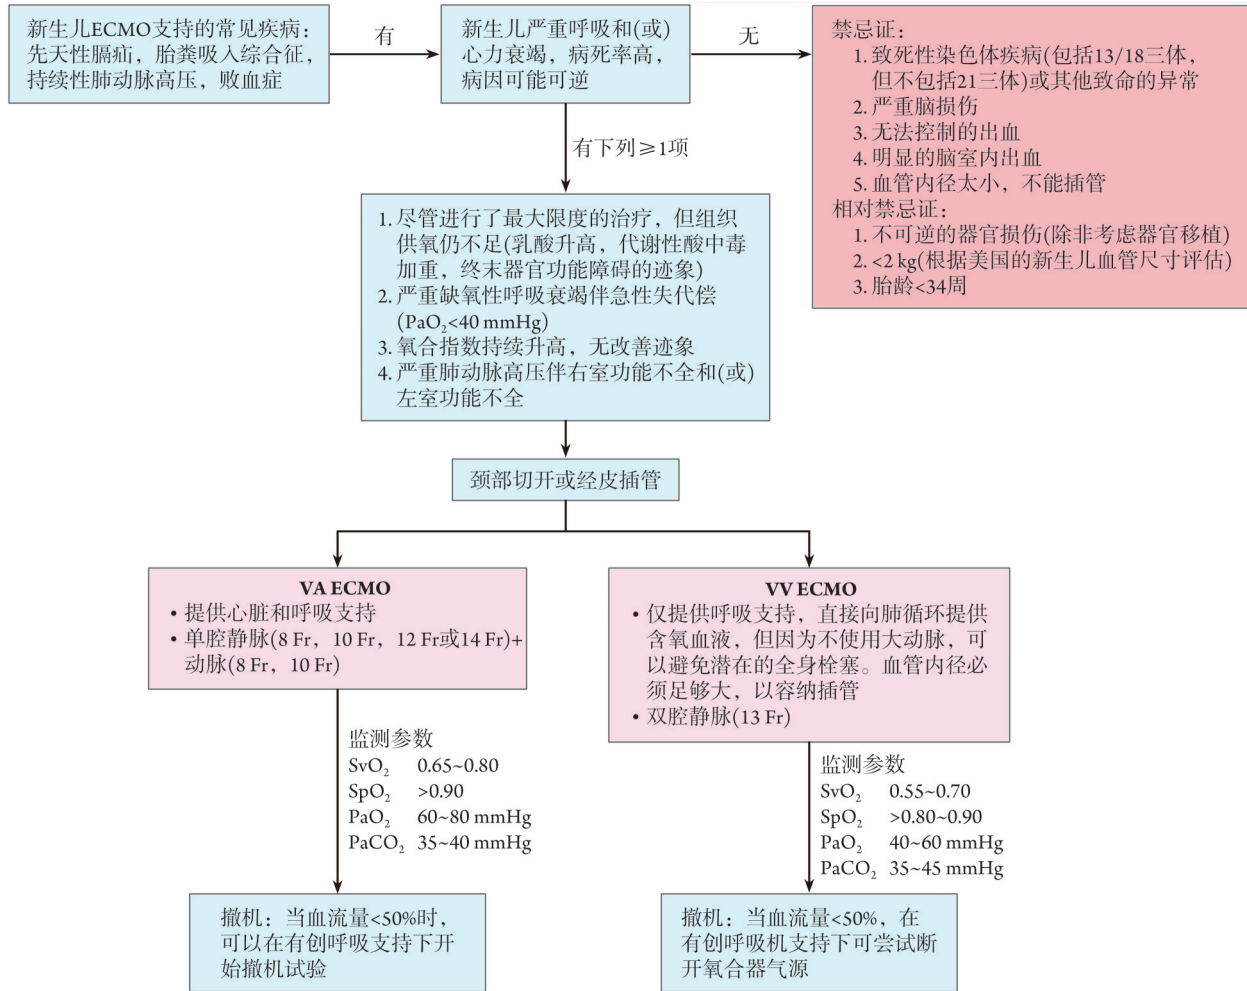 新生儿ECMO支持的常见疾病：
先天性膈疝，胎粪吸入综合征，
持续性肺动脉高压，败血症
有
新生儿严重呼吸和(或)
心力衰竭，病死率高，
病因可能可逆
无
禁忌证：
1. 致死性染色体疾病(包括13/18三体，
但不包括21三体)或其他致命的异常
2. 严重脑损伤
3. 无法控制的出血
4. 明显的脑室内出血
5. 血管内径太小，不能插管
相对禁忌证：
1. 不可逆的器官损伤(除非考虑器官移植)
2. <2 kg(根据美国的新生儿血管尺寸评估)
3. 胎龄<34周
有下列≥1项
1. 尽管进行了最大限度的治疗，但组织
供氧仍不足(乳酸升高，代谢性酸中毒
加重，终末器官功能障碍的迹象)
2. 严重缺氧性呼吸衰竭伴急性失代偿
(PaO₂<40 mmHg)
3. 氧合指数持续升高，无改善迹象
4. 严重肺动脉高压伴右室功能不全和(或)
左室功能不全
颈部切开或经皮插管
VA ECMO
• 提供心脏和呼吸支持
• 单腔静脉(8 Fr，10 Fr，12 Fr或14 Fr)+
动脉(8 Fr，10 Fr)
监测参数
SvO₂ 0.65~0.80
SpO₂ >0.90
PaO₂ 60~80 mmHg
PaCO₂ 35~40 mmHg
撤机：当血流量<50%时，
可以在有创呼吸支持下开
始撤机试验
VV ECMO
• 仅提供呼吸支持，直接向肺循环提供
含氧血液，但因为不使用大动脉，可
以避免潜在的全身栓塞。血管内径必
须足够大，以容纳插管
• 双腔静脉(13 Fr)
监测参数
SvO₂ 0.55~0.70
SpO₂ >0.80~0.90
PaO₂ 40~60 mmHg
PaCO₂ 35~45 mmHg
撤机：当血流量<50%，在
有创呼吸机支持下可尝试断
开氧合器气源